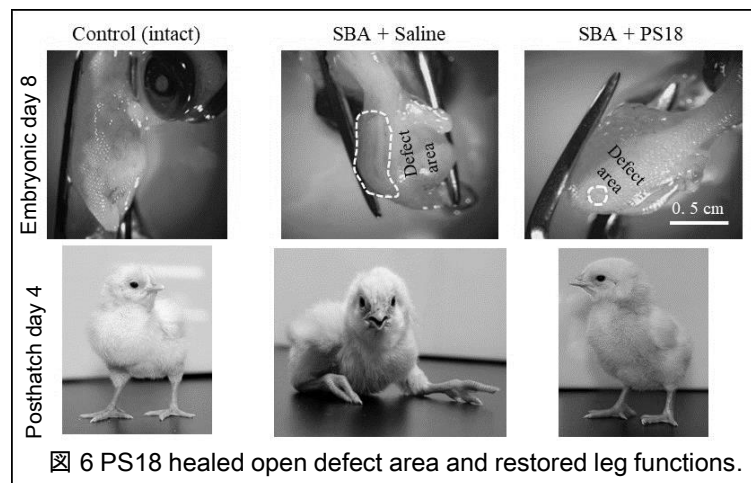 Control (intact)
SBA + Saline
SBA + PS18
Embryonic day 8
Defect area
Defect area
0. 5 cm
Posthatch day 4
図 6 PS18 healed open defect area and restored leg functions.